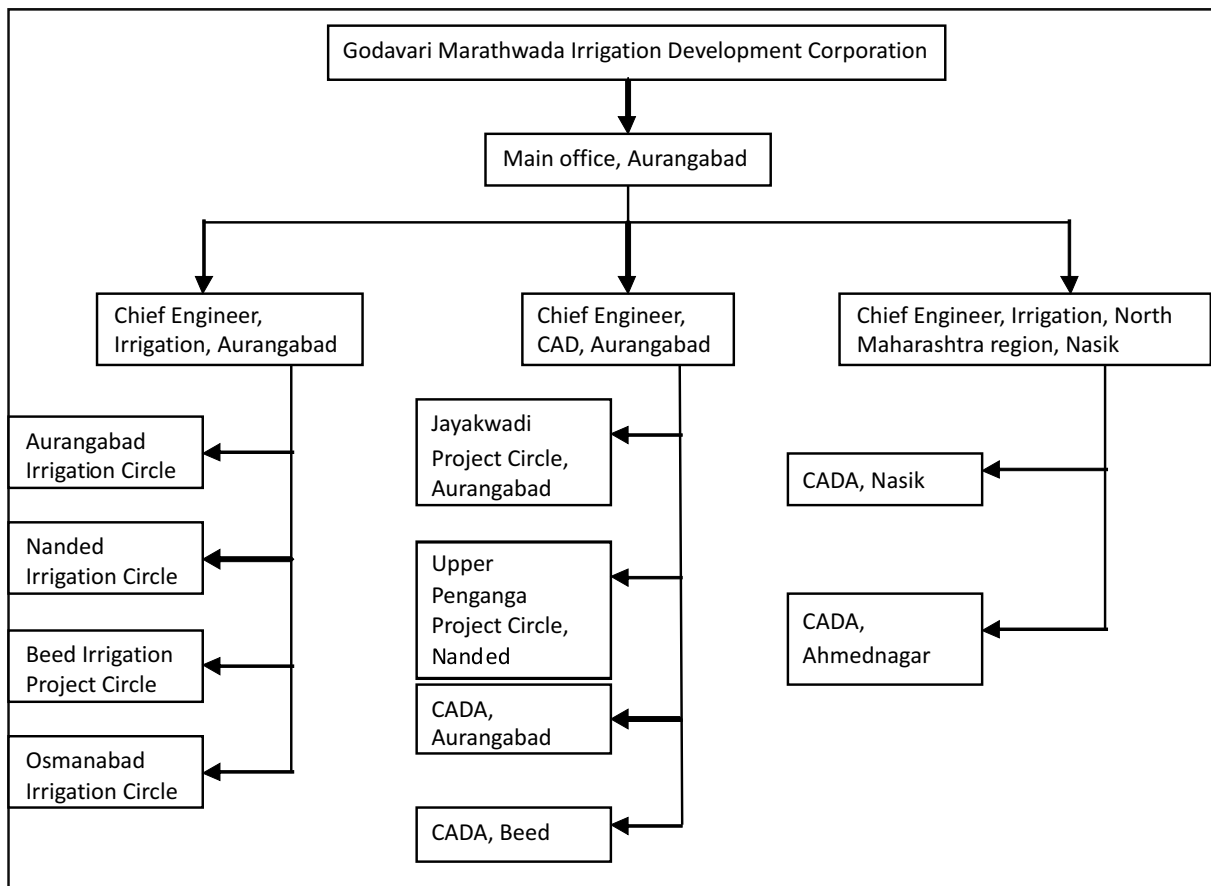 Godavari Marathwada Irrigation Development Corporation
Main office, Aurangabad
Chief Engineer,
Irrigation, Aurangabad
Chief Engineer,
CAD, Aurangabad
Chief Engineer, Irrigation, North
Maharashtra region, Nasik
Aurangabad
Irrigation Circle
Nanded
Irrigation Circle
Beed Irrigation
Project Circle
Osmanabad
Irrigation Circle
Jayakwadi
Project Circle,
Aurangabad
Upper
Penganga
Project Circle,
Nanded
CADA,
Aurangabad
CADA, Beed
CADA, Nasik
CADA,
Ahmednagar